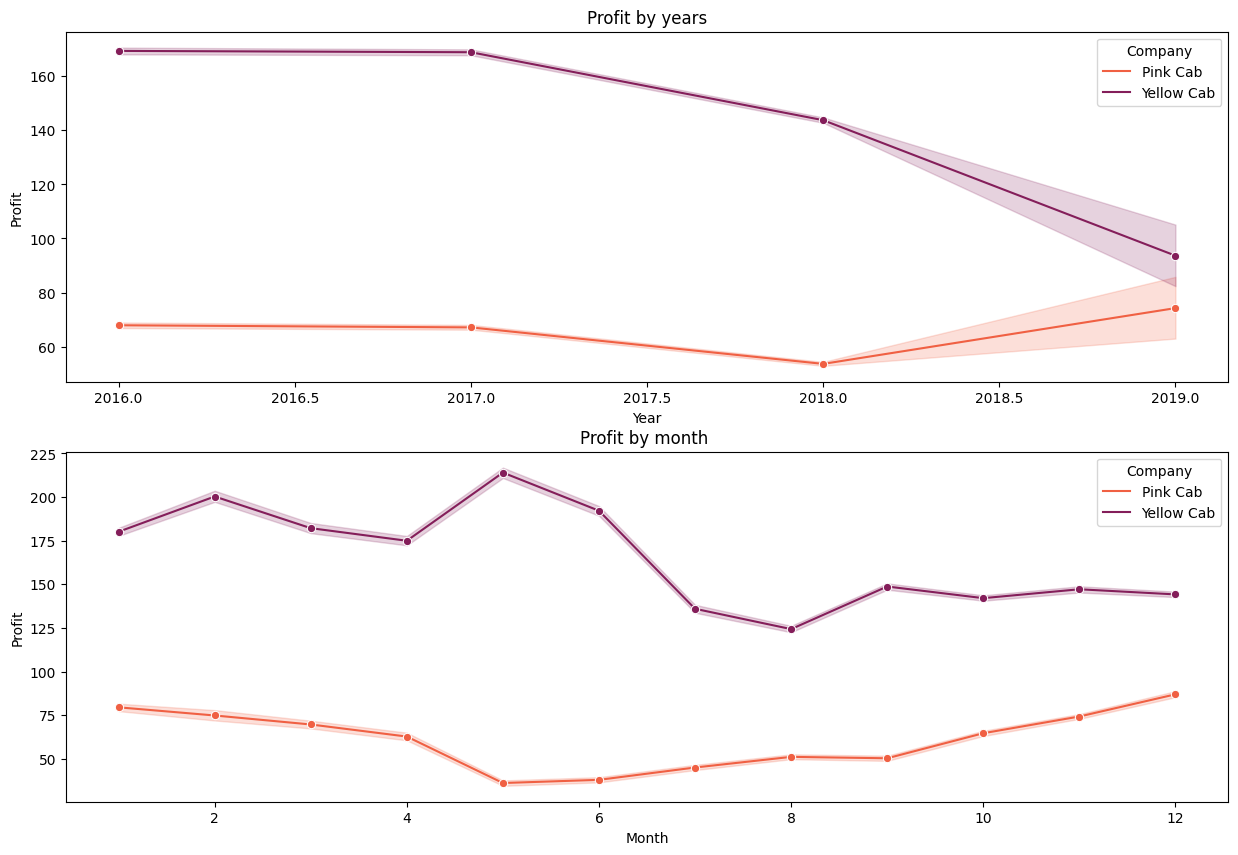 Profit by years
Company
Pink Cab
Yellow Cab
160
140
120
100
80
60
Profit
2016.0 2016.5 2017.0 2017.5 2018.0 2018.5 2019.0
Year
Profit by month
Company
Pink Cab
Yellow Cab
225
200
175
150
125
100
75
50
Profit
2 4 6 8 10 12
Month